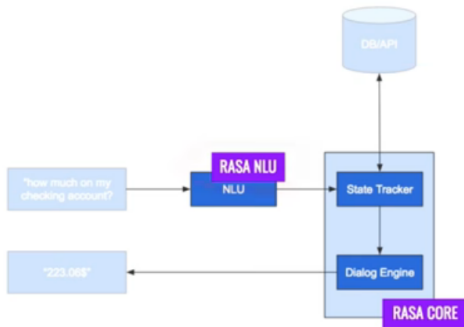 DB/API
RASA NLU
"how much on my
checking account?
NLU
State Tracker
"223.06$"
Dialog Engine
RASA CORE